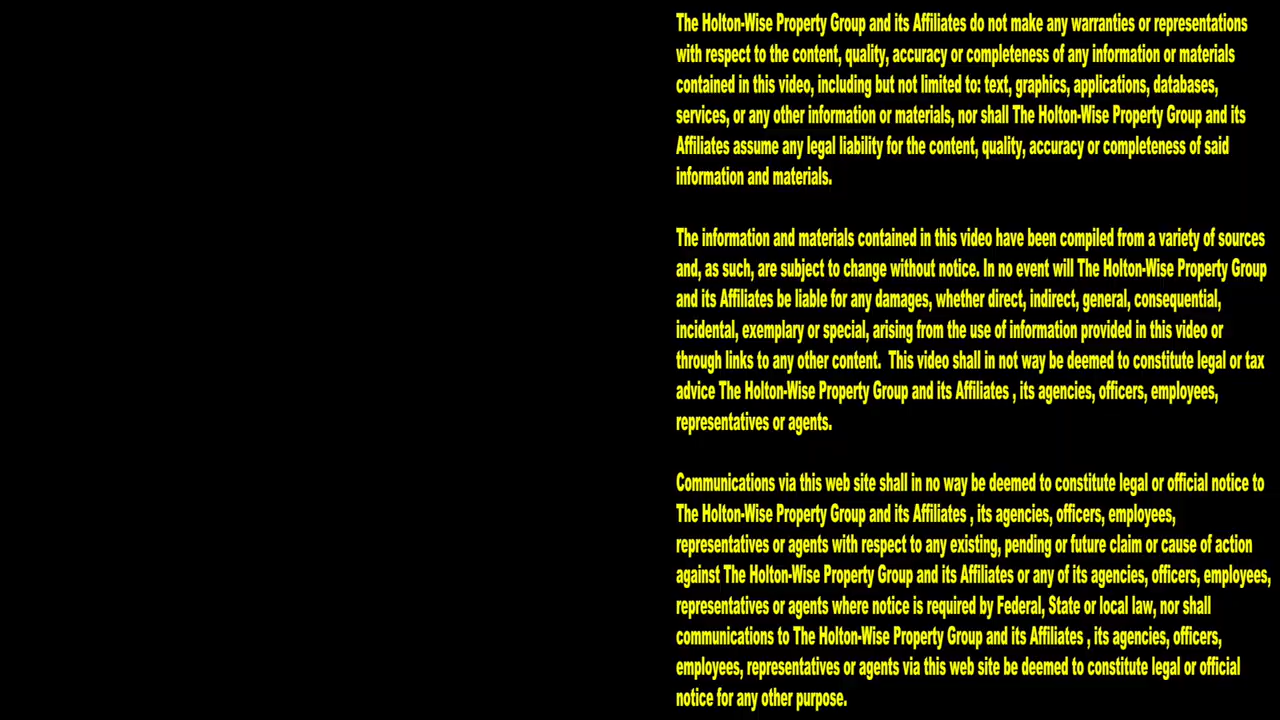 The Holton-Wise Property Group and its Affiliates do not make any warranties or representations
with respect to the content, quality, accuracy or completeness of any information or materials
contained in this video, including but not limited to: text, graphics, applications, databases,
services, or any other information or materials, nor shall The Holton-Wise Property Group and its
Affiliates assume any legal liability for the content, quality, accuracy or completeness of said
information and materials.
The information and materials contained in this video have been compiled from a variety of sources
and, as such, are subject to change without notice. In no event will The Holton-Wise Property Group
and its Affiliates be liable for any damages, whether direct, indirect, general, consequential,
incidental, exemplary or special, arising from the use of information provided in this video or
through links to any other content.  This video shall in not way be deemed to constitute legal or tax
advice The Holton-Wise Property Group and its Affiliates , its agencies, officers, employees,
representatives or agents.
Communications via this web site shall in no way be deemed to constitute legal or official notice to
The Holton-Wise Property Group and its Affiliates , its agencies, officers, employees,
representatives or agents with respect to any existing, pending or future claim or cause of action
against The Holton-Wise Property Group and its Affiliates or any of its agencies, officers, employees,
representatives or agents where notice is required by Federal, State or local law, nor shall
communications to The Holton-Wise Property Group and its Affiliates , its agencies, officers,
employees, representatives or agents via this web site be deemed to constitute legal or official
notice for any other purpose.